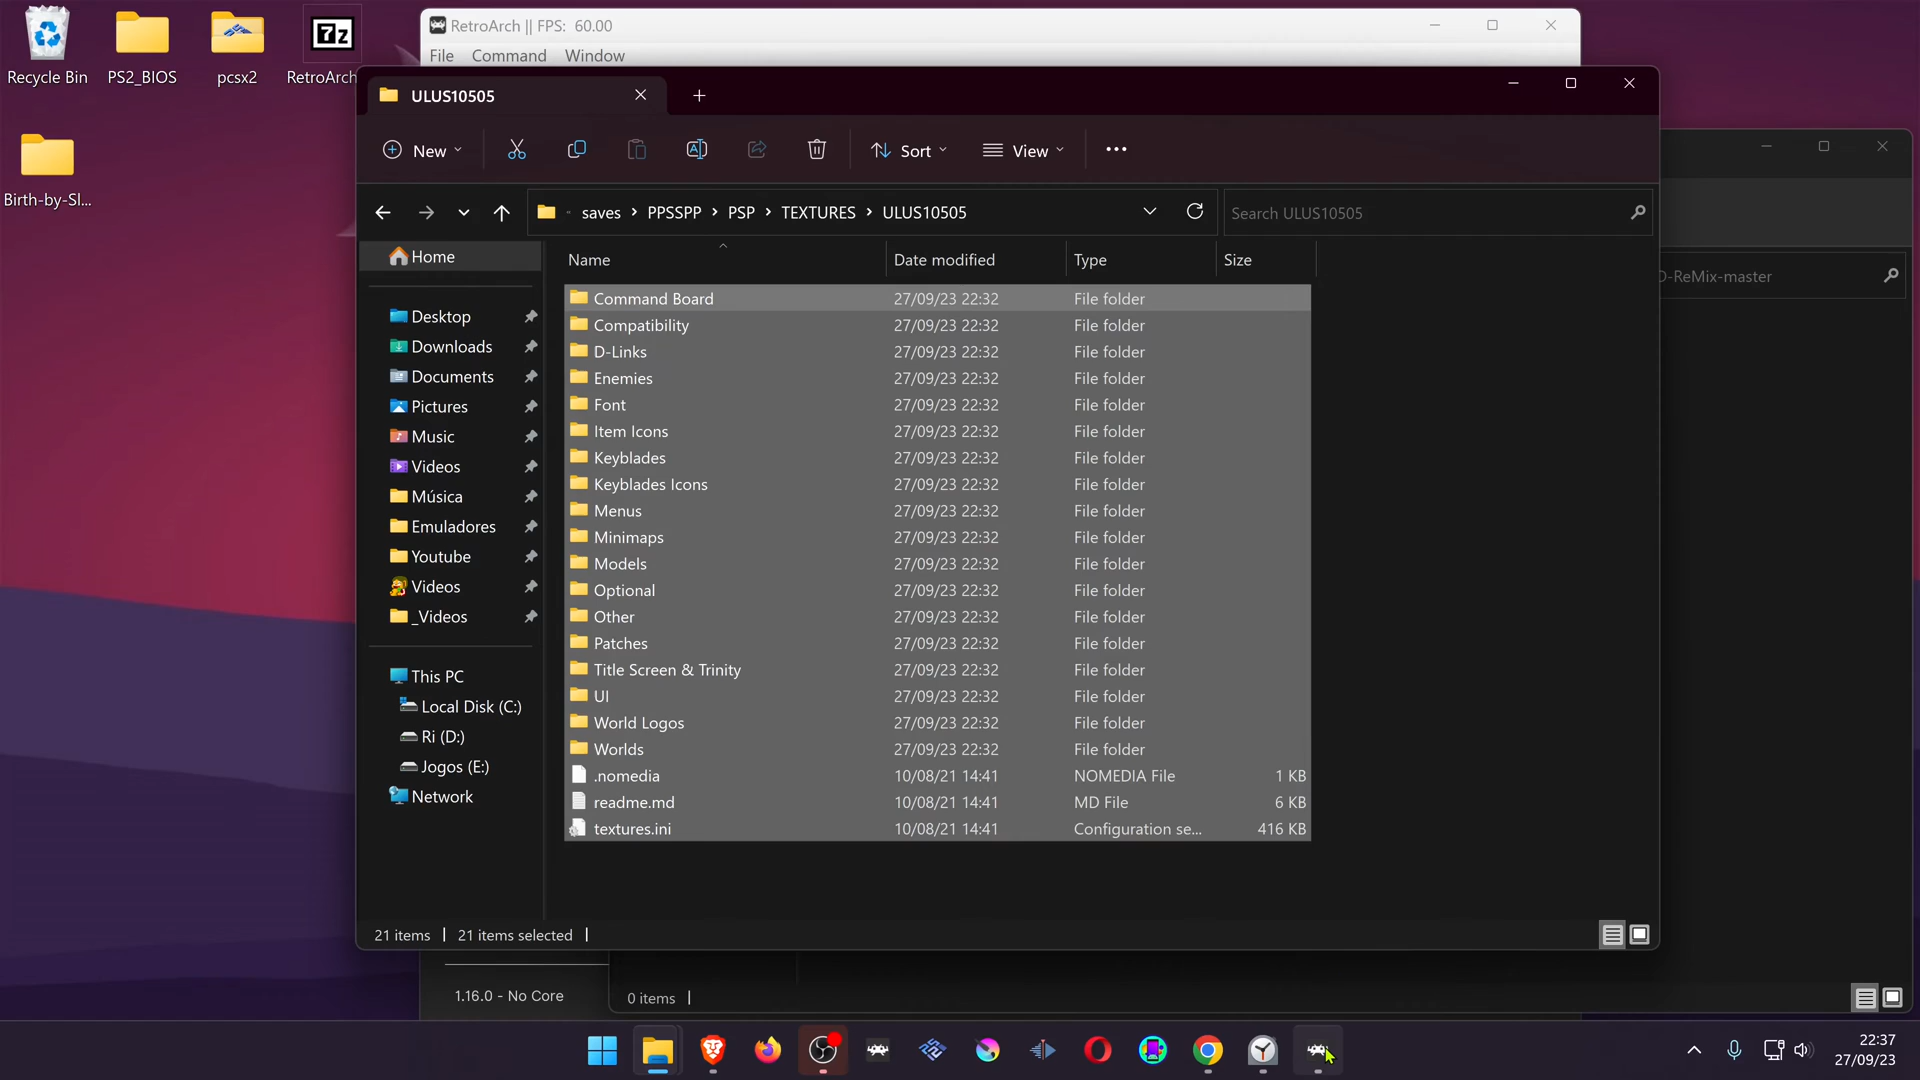 Recycle Bin
PS2_BIOS
pcsx2
RetroArch
Birth-by-Sl...
RetroArch || FPS: 60.00
File Command Window
ULUS10505
New
Sort
View
saves PPSSPP PSP TEXTURES ULUS10505
Search ULUS10505
D-ReMix-master
Home
Desktop
Downloads
Documents
Pictures
Music
Videos
Música
Emuladores
Youtube
Videos
_Videos
This PC
Local Disk (C:)
Ri (D:)
Jogos (E:)
Network
Name Date modified Type Size
Command Board 27/09/23 22:32 File folder
Compatibility 27/09/23 22:32 File folder
D-Links 27/09/23 22:32 File folder
Enemies 27/09/23 22:32 File folder
Font 27/09/23 22:32 File folder
Item Icons 27/09/23 22:32 File folder
Keyblades 27/09/23 22:32 File folder
Keyblades Icons 27/09/23 22:32 File folder
Menus 27/09/23 22:32 File folder
Minimaps 27/09/23 22:32 File folder
Models 27/09/23 22:32 File folder
Optional 27/09/23 22:32 File folder
Other 27/09/23 22:32 File folder
Patches 27/09/23 22:32 File folder
Title Screen & Trinity 27/09/23 22:32 File folder
UI 27/09/23 22:32 File folder
World Logos 27/09/23 22:32 File folder
Worlds 27/09/23 22:32 File folder
.nomedia 10/08/21 14:41 NOMEDIA File 1 KB
readme.md 10/08/21 14:41 MD File 6 KB
textures.ini 10/08/21 14:41 Configuration se... 416 KB
21 items 21 items selected
1.16.0 - No Core
0 items
22:37
27/09/23